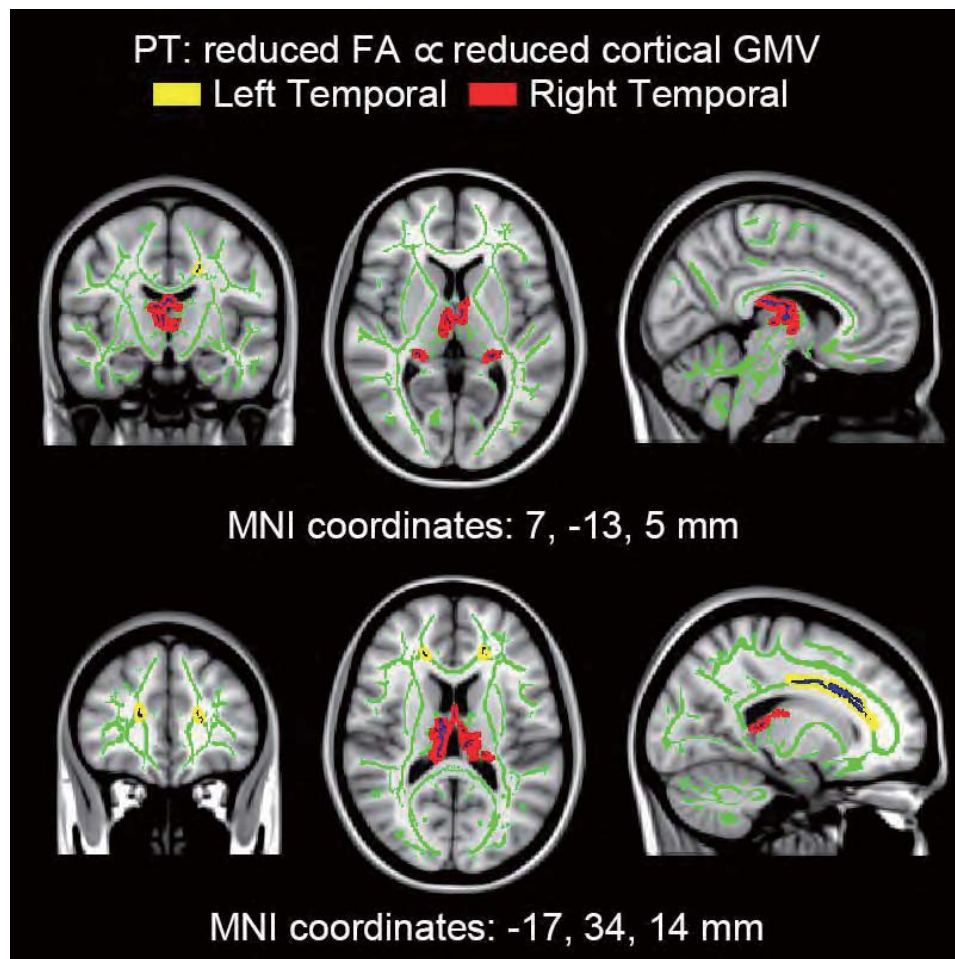 PT: reduced FA ∝ reduced cortical GMV
Left Temporal Right Temporal
MNI coordinates: 7, -13, 5 mm
MNI coordinates: -17, 34, 14 mm